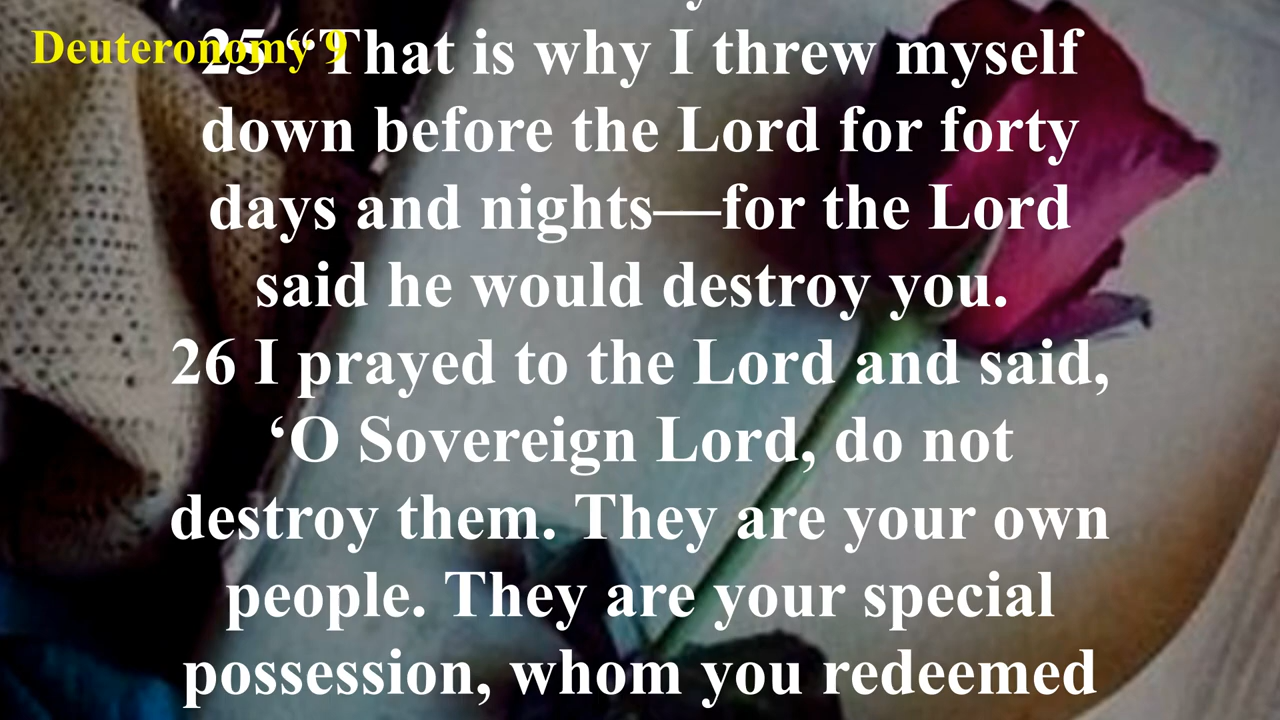 Deuteronomy 9
25 “That is why I threw myself
down before the Lord for forty
days and nights—for the Lord
said he would destroy you.
26 I prayed to the Lord and said,
‘O Sovereign Lord, do not
destroy them. They are your own
people. They are your special
possession, whom you redeemed